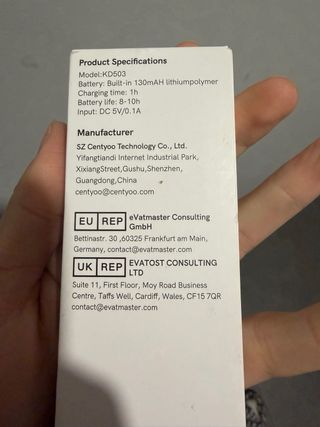 Product Specifications
Model:KD503
Battery: Built-in 130mAH lithiumpolymer
Charging time: 1h
Battery life: 8-10h
Input: DC 5V/0.1A
Manufacturer
SZ Centyoo Technology Co., Ltd.
Yifangtiandi Internet Industrial Park,
XixiangStreet,Gushu,Shenzhen,
Guangdong,China
centyoo@centyoo.com
EU REP eVatmaster Consulting
GmbH
Bettinastr. 30 ,60325 Frankfurt am Main,
Germany, contact@evatmaster.com
UK REP EVATOST CONSULTING
LTD
Suite 11, First Floor, Moy Road Business
Centre, Taffs Well, Cardiff, Wales, CF15 7QR
contact@evatmaster.com